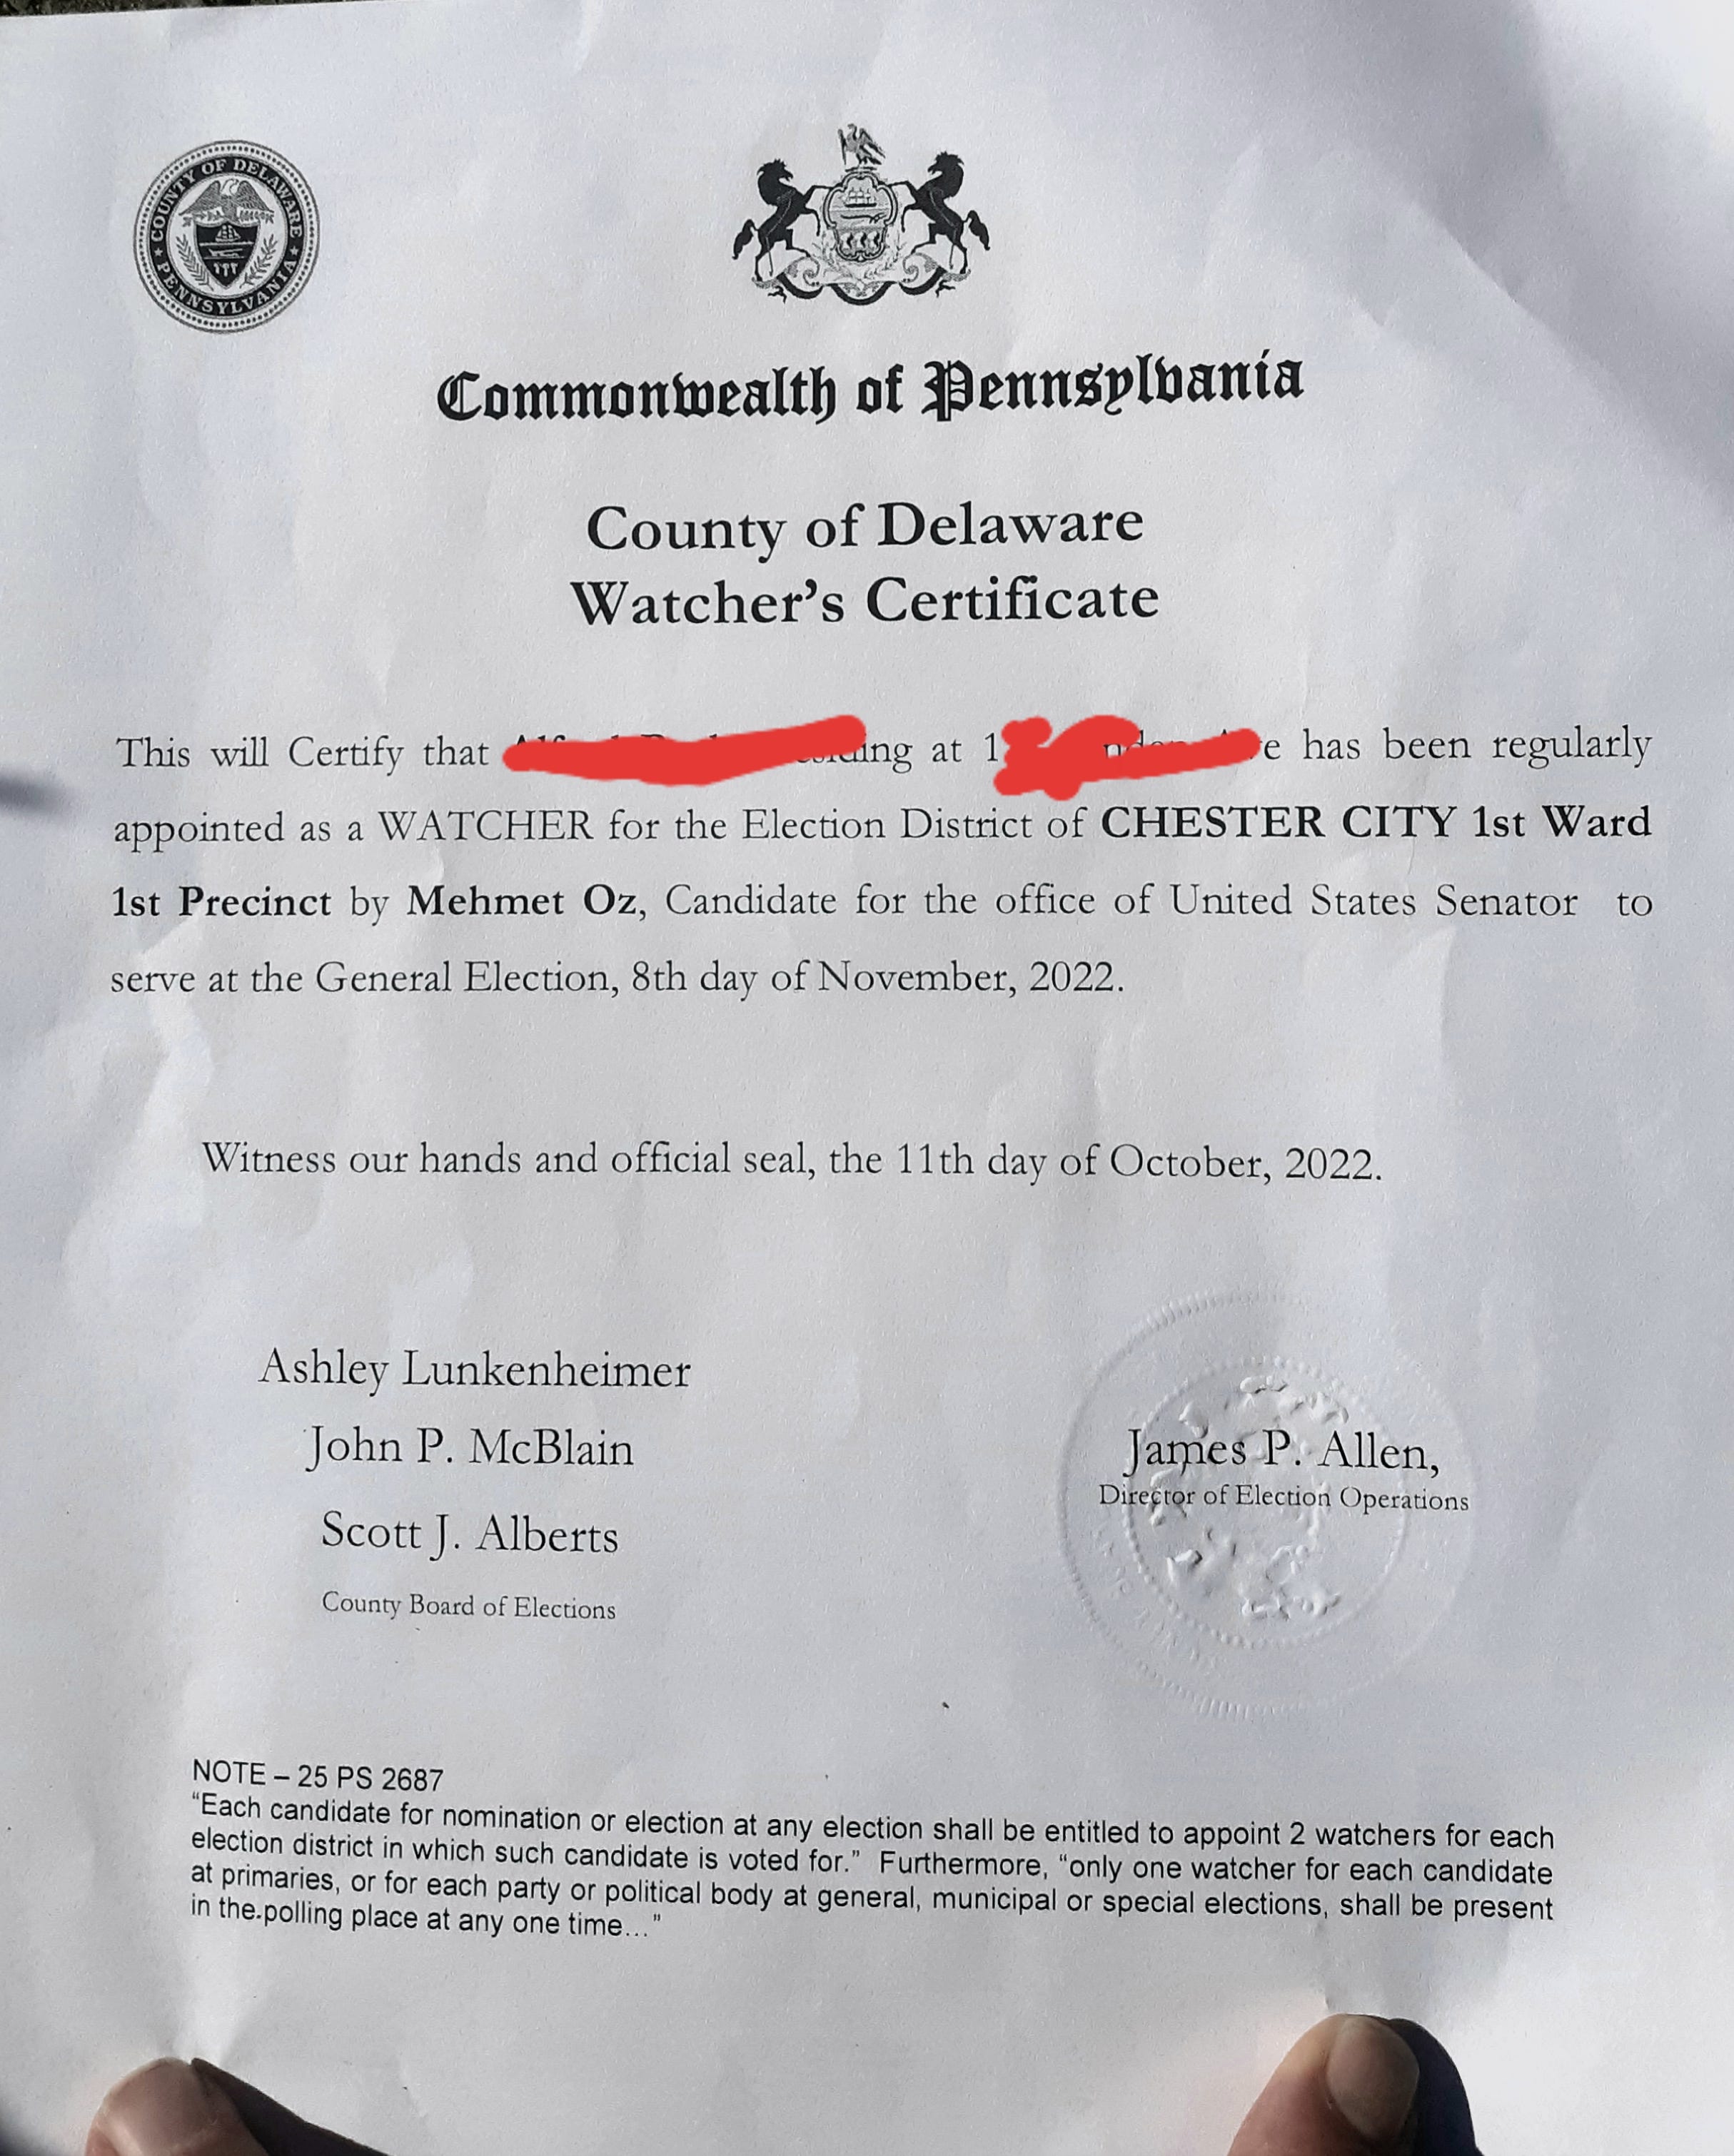 COUNTY OF DELAWARE
PENNSYLVANIA
Commonwealth of Pennsylvania
County of Delaware
Watcher's Certificate
This will Certify that at has been regularly
appointed as a WATCHER for the Election District of CHESTER CITY 1st Ward
1st Precinct by Mehmet Oz, Candidate for the office of United States Senator to
serve at the General Election, 8th day of November, 2022.
Witness our hands and official seal, the 11th day of October, 2022.
Ashley Lunkenheimer
John P. McBlain
Scott J. Alberts
County Board of Elections
James P. Allen,
Director of Election Operations
NOTE – 25 PS 2687
“Each candidate for nomination or election at any election shall be entitled to appoint 2 watchers for each
election district in which such candidate is voted for.” Furthermore, “only one watcher for each candidate
at primaries, or for each party or political body at general, municipal or special elections, shall be present
in the polling place at any one time...”